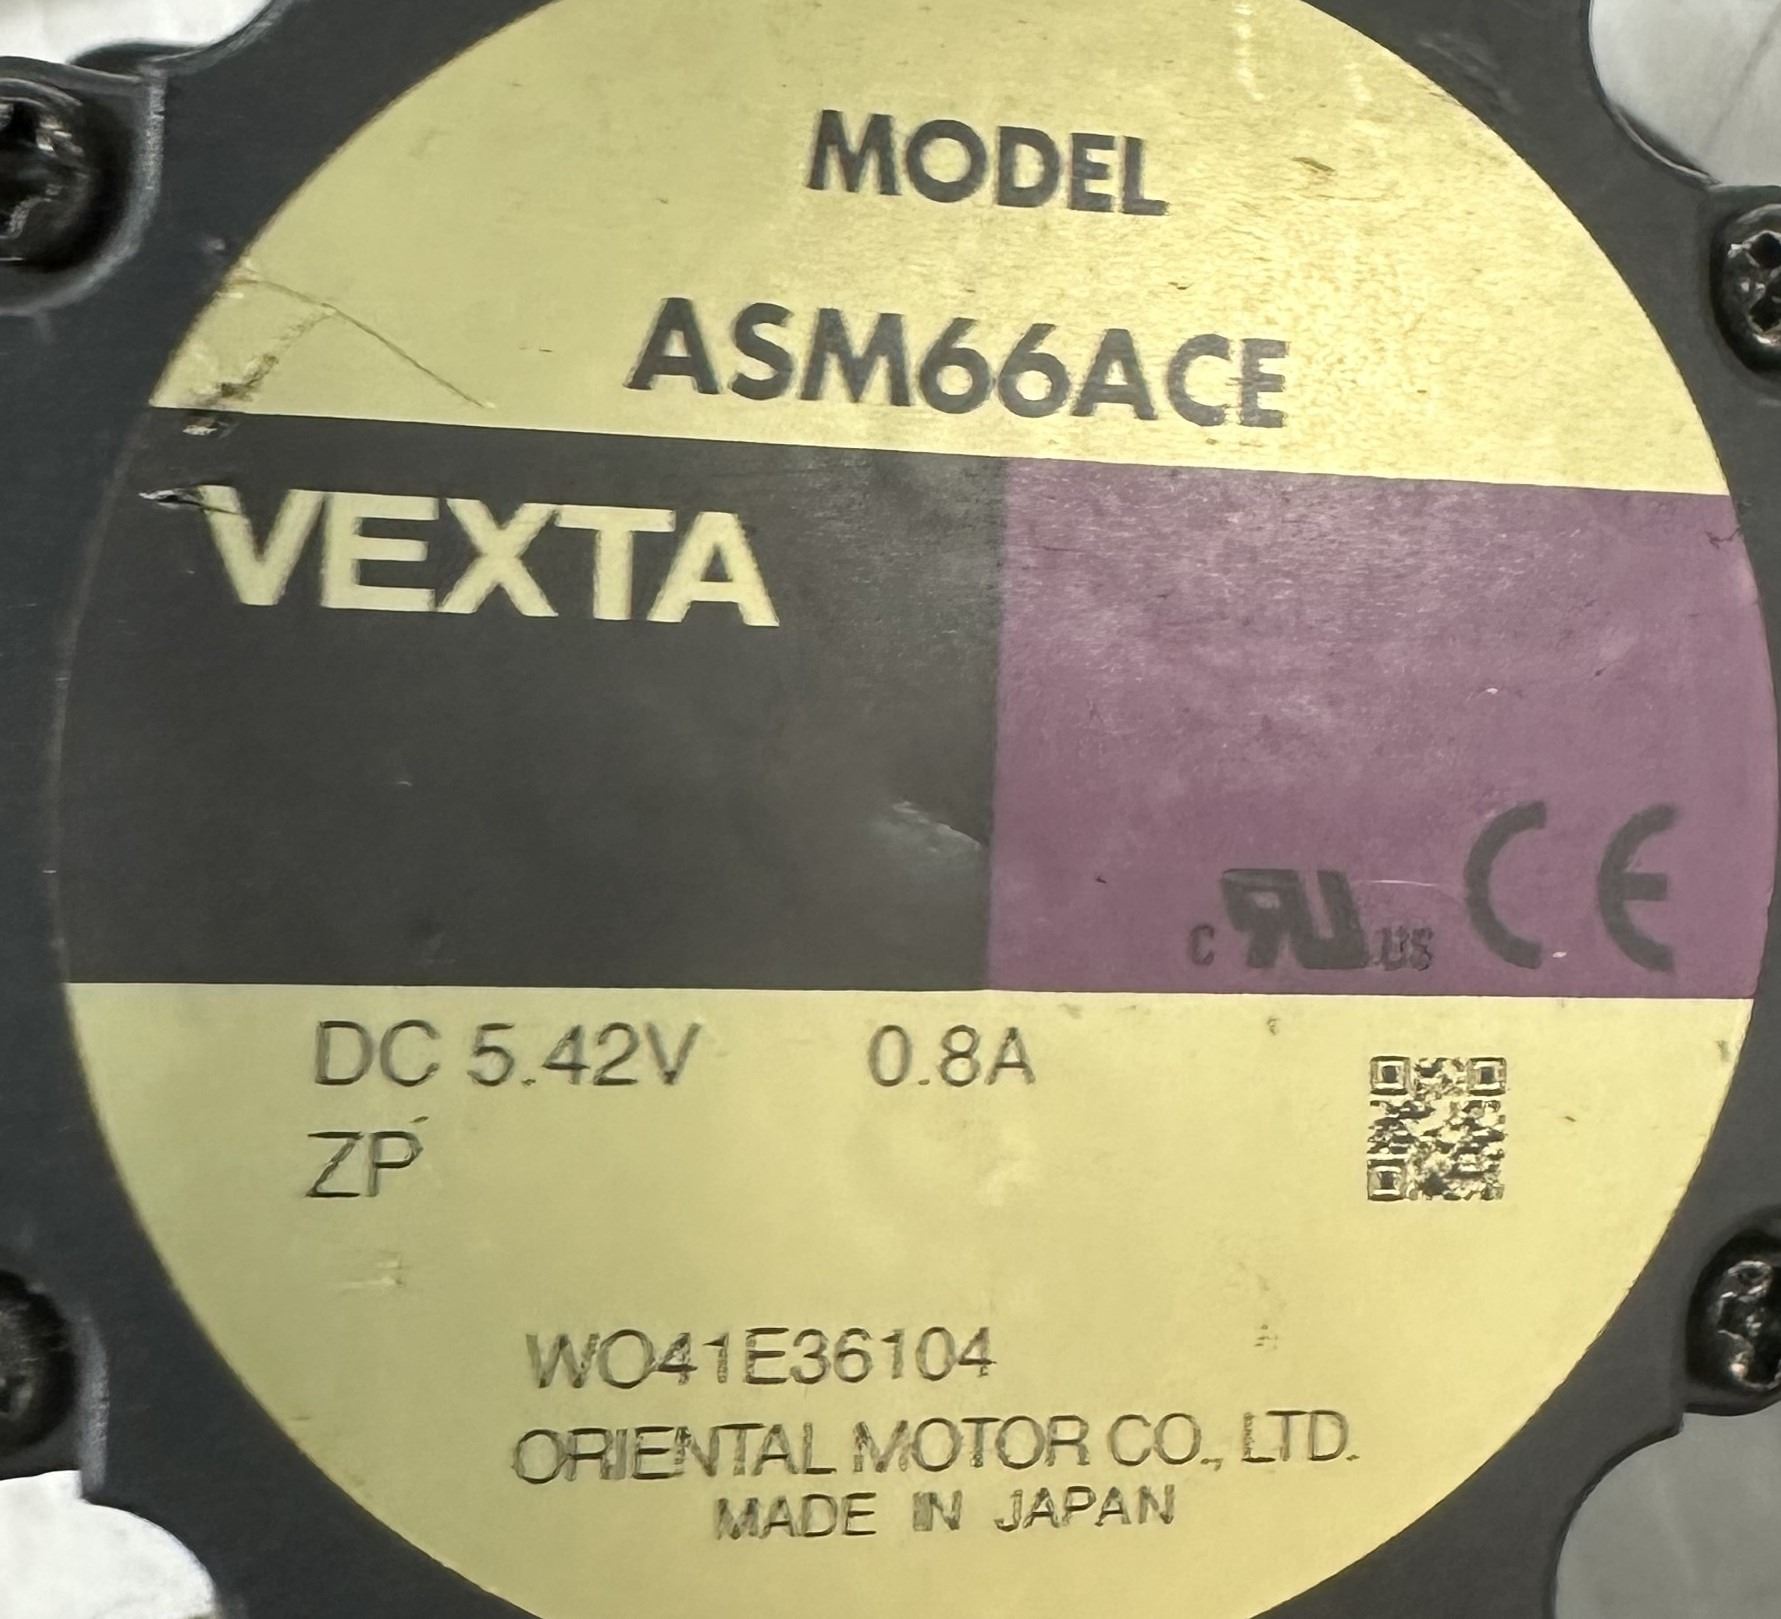 MODEL
ASM66ACE
VEXTA
c RU US CE
DC 5.42V 0.8A
ZP
WO41E36104
ORIENTAL MOTOR CO., LTD.
MADE IN JAPAN